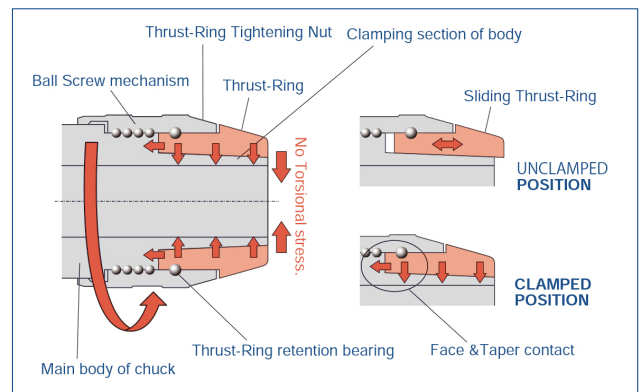 Thrust-Ring Tightening Nut
Clamping section of body
Ball Screw mechanism
Thrust-Ring
Sliding Thrust-Ring
No Torsional stress.
UNCLAMPED
POSITION
CLAMPED
POSITION
Main body of chuck
Thrust-Ring retention bearing
Face &Taper contact